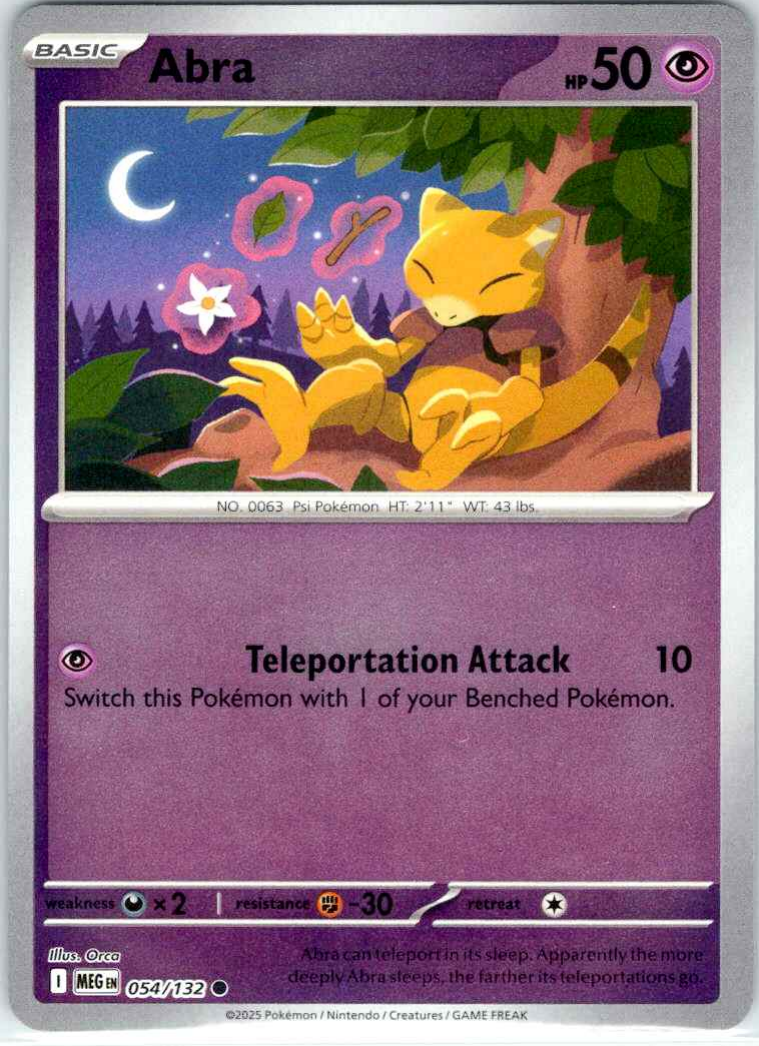 BASIC
Abra
HP 50
NO. 0063 Psi Pokémon HT: 2'11" WT: 43 lbs.
Teleportation Attack 10
Switch this Pokémon with 1 of your Benched Pokémon.
weakness ×2 resistance -30 retreat
Illus. Orca
Abra can teleport in its sleep. Apparently the more
deeply Abra sleeps, the farther its teleportations go.
I MEG EN 054/132
©2025 Pokémon / Nintendo / Creatures / GAME FREAK